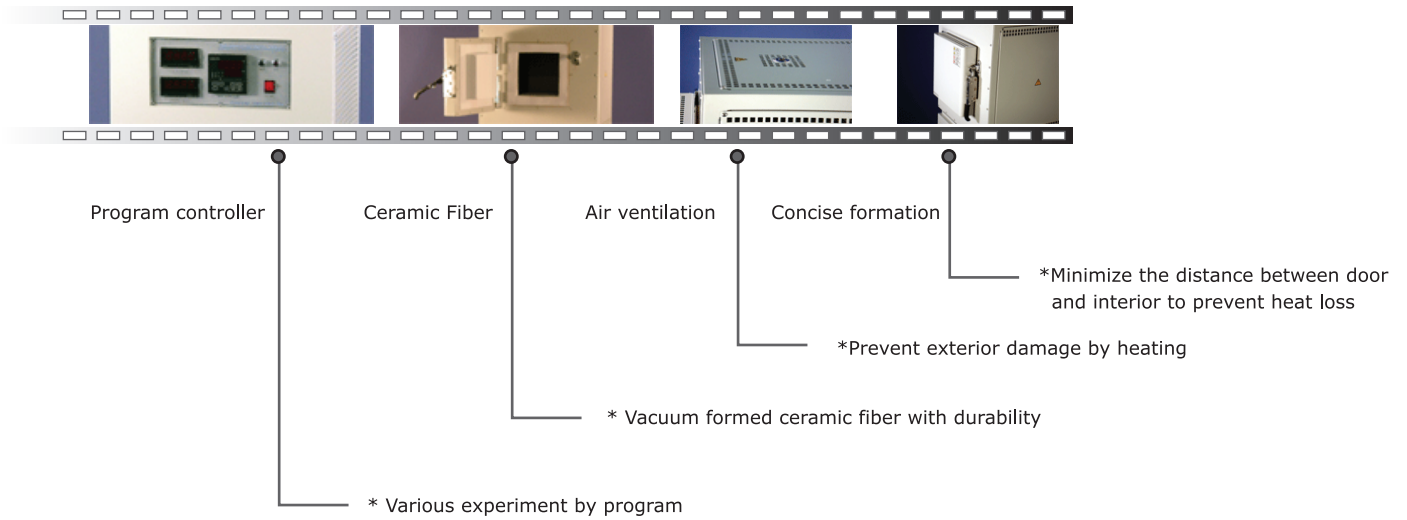 Program controller
Ceramic Fiber
Air ventilation
Concise formation
*Minimize the distance between door
and interior to prevent heat loss
*Prevent exterior damage by heating
* Vacuum formed ceramic fiber with durability
* Various experiment by program